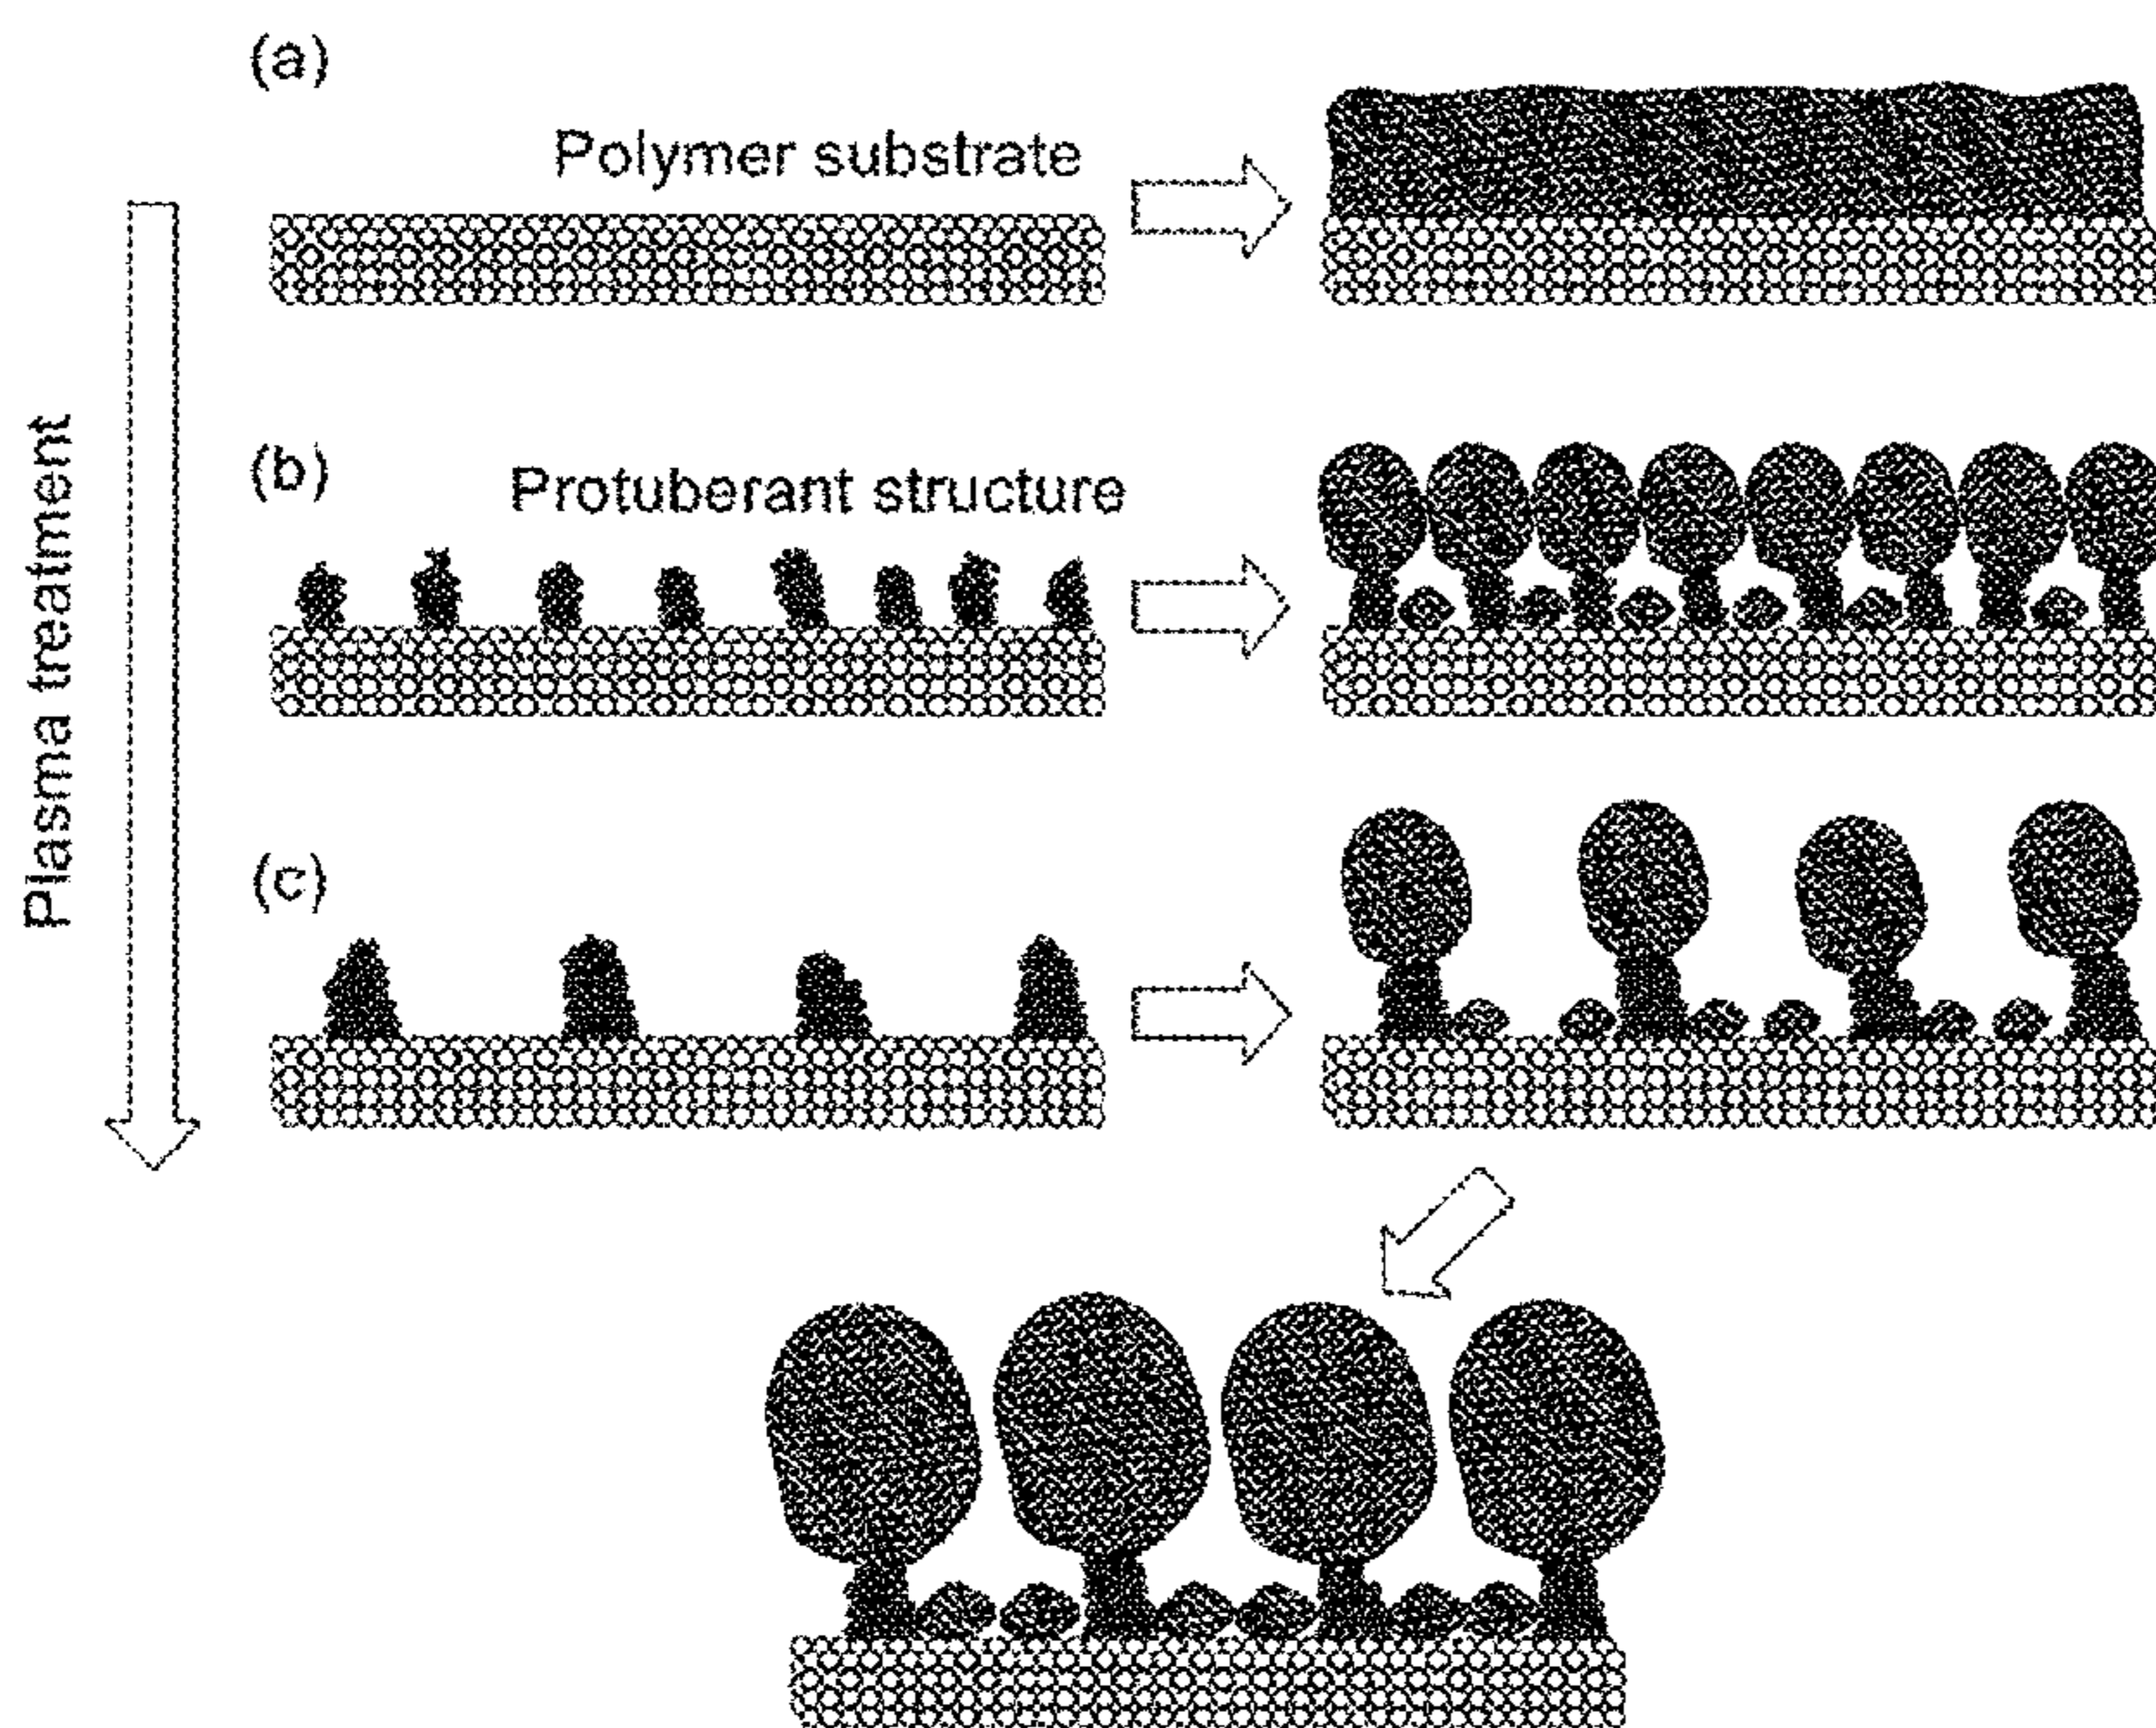 (a)
Polymer substrate
Plasma treatment
(b)
Protuberant structure
(c)